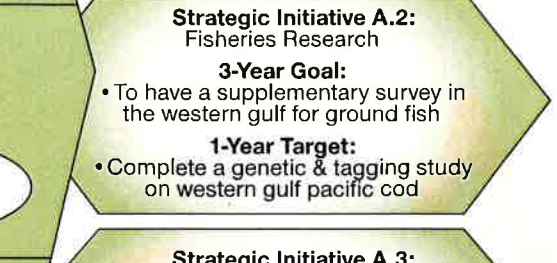 Strategic Initiative A.2:
Fisheries Research
3-Year Goal:
• To have a supplementary survey in
the western gulf for ground fish
1-Year Target:
• Complete a genetic & tagging study
on western gulf pacific cod
Strategic Initiative A.3: